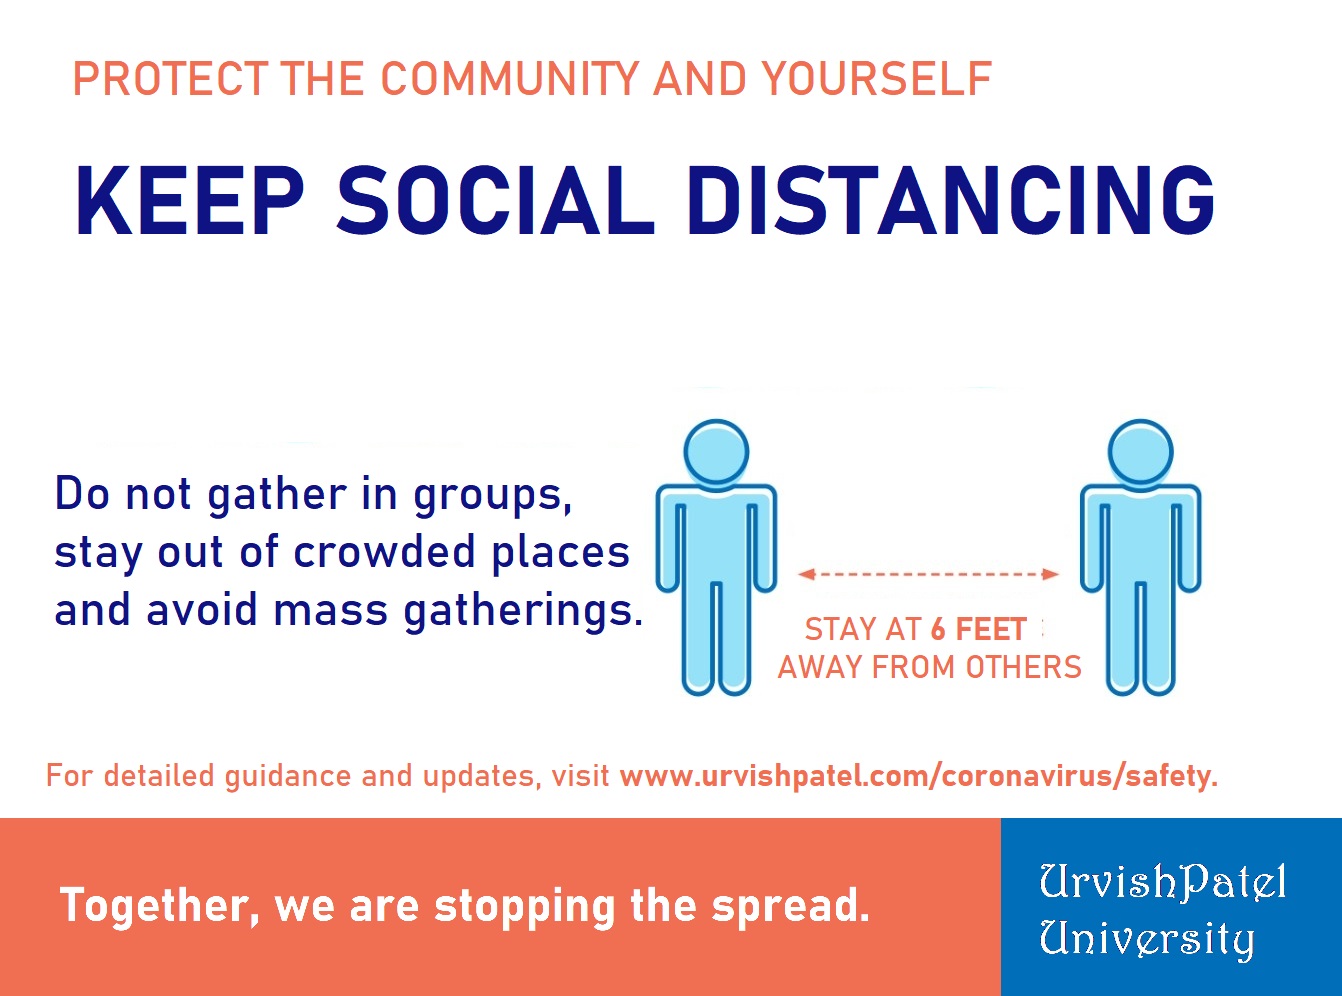 PROTECT THE COMMUNITY AND YOURSELF
KEEP SOCIAL DISTANCING
Do not gather in groups,
stay out of crowded places
and avoid mass gatherings.
STAY AT 6 FEET
AWAY FROM OTHERS
For detailed guidance and updates, visit www.urvishpatel.com/coronavirus/safety.
Together, we are stopping the spread.
UrvishPatel
University